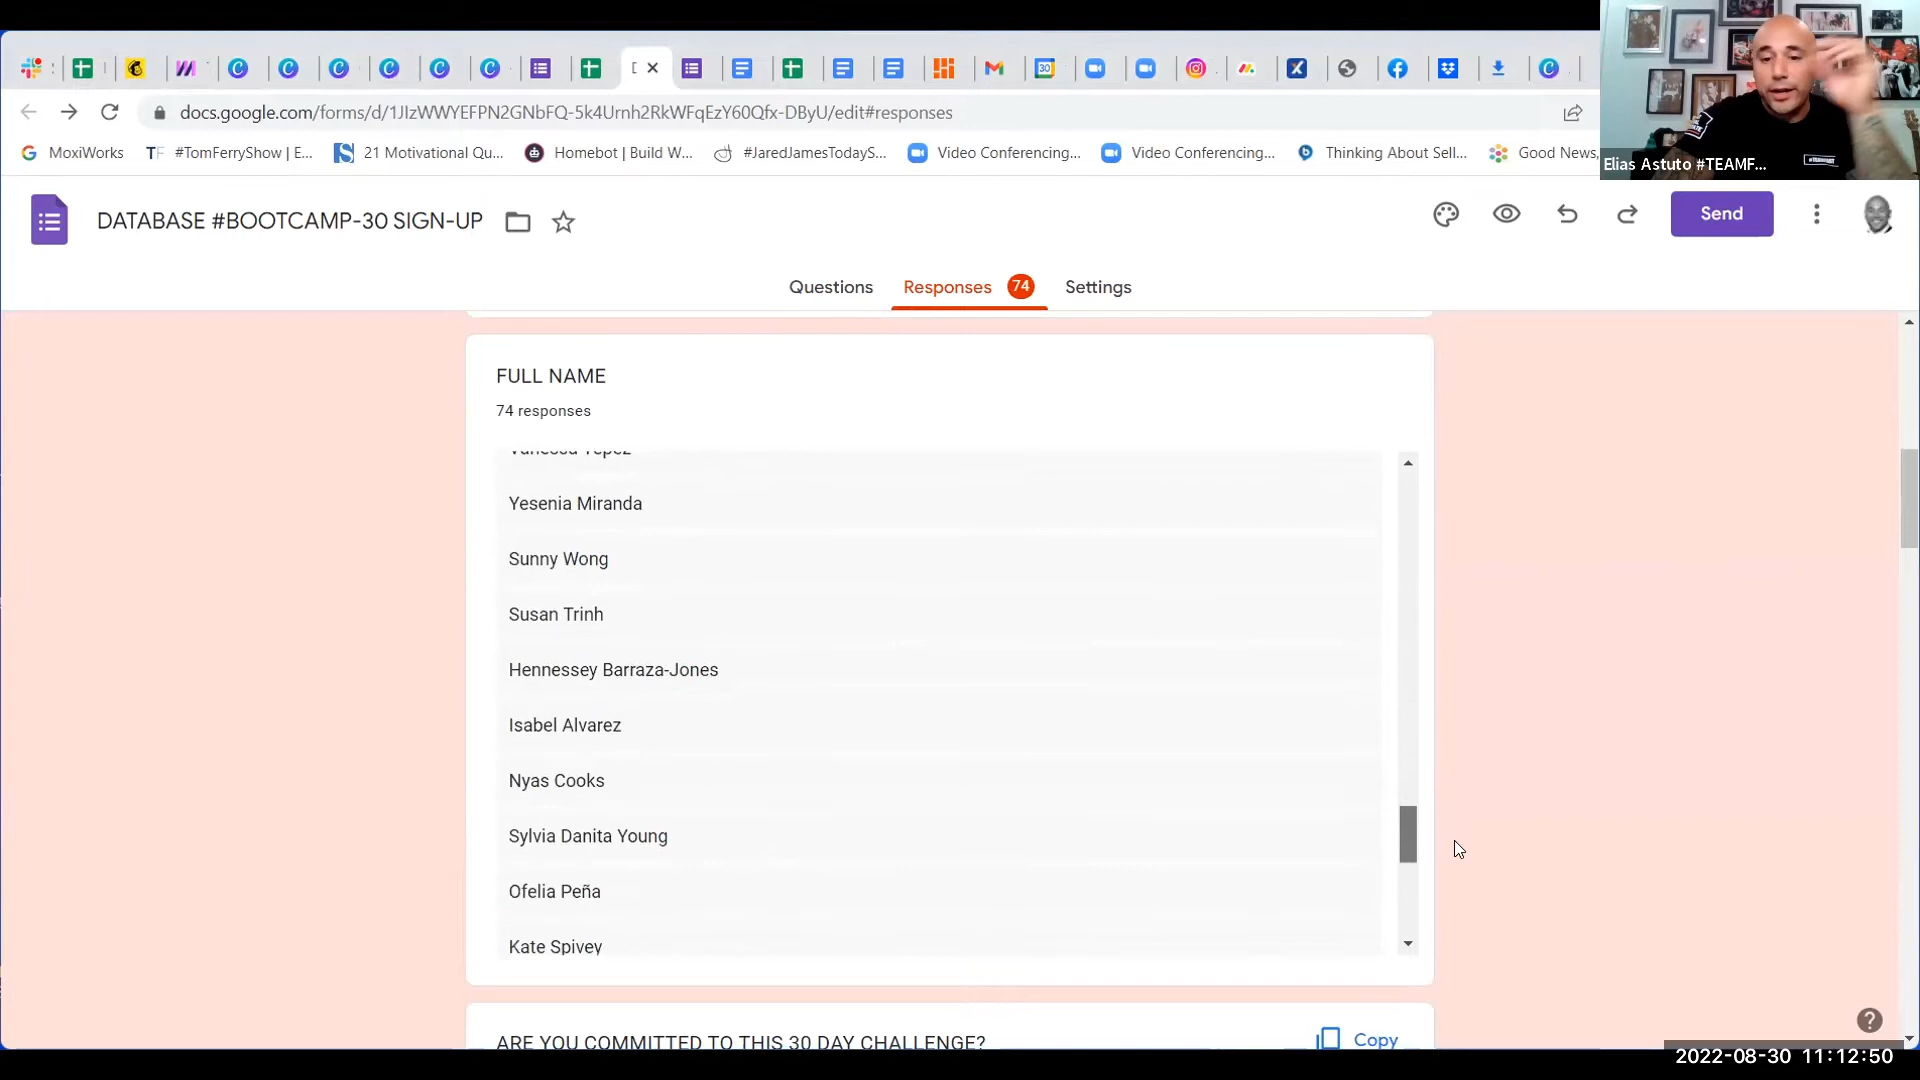 docs.google.com/forms/d/1JIzWWYEFPN2GNbFQ-5k4Urnh2RkWFqEzY60Qfx-DByU/edit#responses
MoxiWorks
#TomFerryShow | E...
21 Motivational Qu...
Homebot | Build W...
#JaredJamesTodayS...
Video Conferencing...
Video Conferencing...
Thinking About Sell...
Good News,
Elias Astuto #TEAMF...
DATABASE #BOOTCAMP-30 SIGN-UP
Send
Questions
Responses 74
Settings
FULL NAME
74 responses
Vanessa Yepez
Yesenia Miranda
Sunny Wong
Susan Trinh
Hennessey Barraza-Jones
Isabel Alvarez
Nyas Cooks
Sylvia Danita Young
Ofelia Peña
Kate Spivey
ARE YOU COMMITTED TO THIS 30 DAY CHALLENGE?
Copy
2022-08-30 11:12:50